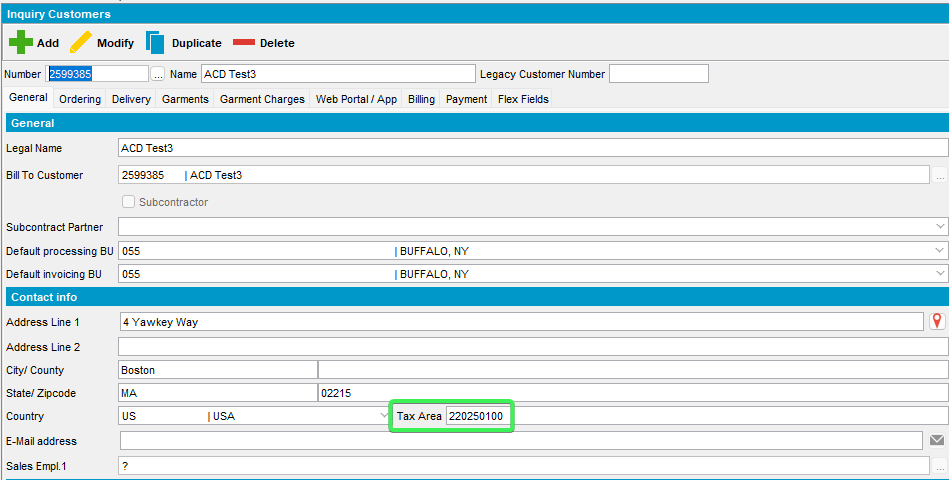 Inquiry Customers
Add Modify Duplicate Delete
Number 2599385 ... Name ACD Test3 Legacy Customer Number
General Ordering Delivery Garments Garment Charges Web Portal / App Billing Payment Flex Fields
General
Legal Name ACD Test3
Bill To Customer 2599385 | ACD Test3 ...
Subcontractor
Subcontract Partner
Default processing BU 055 | BUFFALO, NY
Default invoicing BU 055 | BUFFALO, NY
Contact info
Address Line 1 4 Yawkey Way
Address Line 2
City/ County Boston
State/ Zipcode MA 02215
Country US | USA Tax Area 220250100
E-Mail address
Sales Empl.1 ? ...